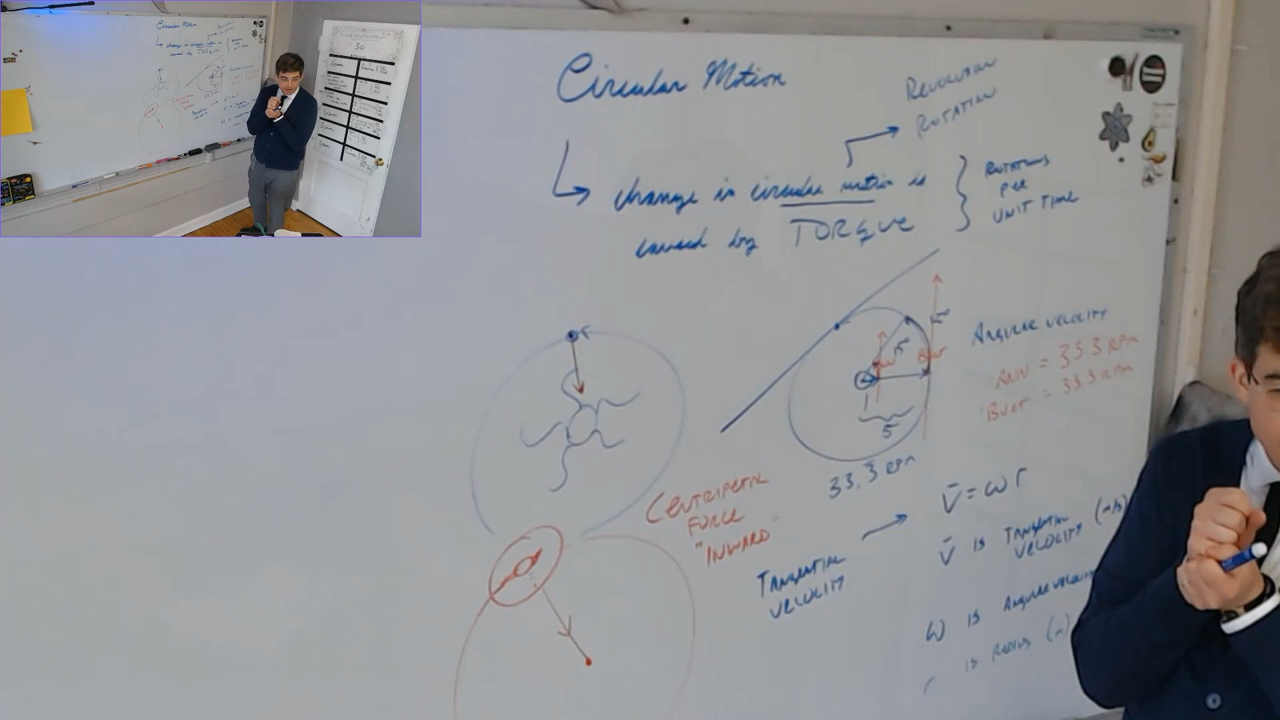 Circular Motion
REVOLUTION
ROTATION
change in circular motion is
caused by TORQUE
ROTATIONS
per
UNIT TIME
r
5
33.3 RPM
ANGULAR VELOCITY
= 33.3 RPM
= 33.3 RPM
CENTRIPETAL
FORCE
"INWARD"
TANGENTIAL
VELOCITY
V̄ = ωr
V̄ IS TANGENTIAL (m/s)
VELOCITY
ω IS ANGULAR VELOCITY
r IS RADIUS (m)